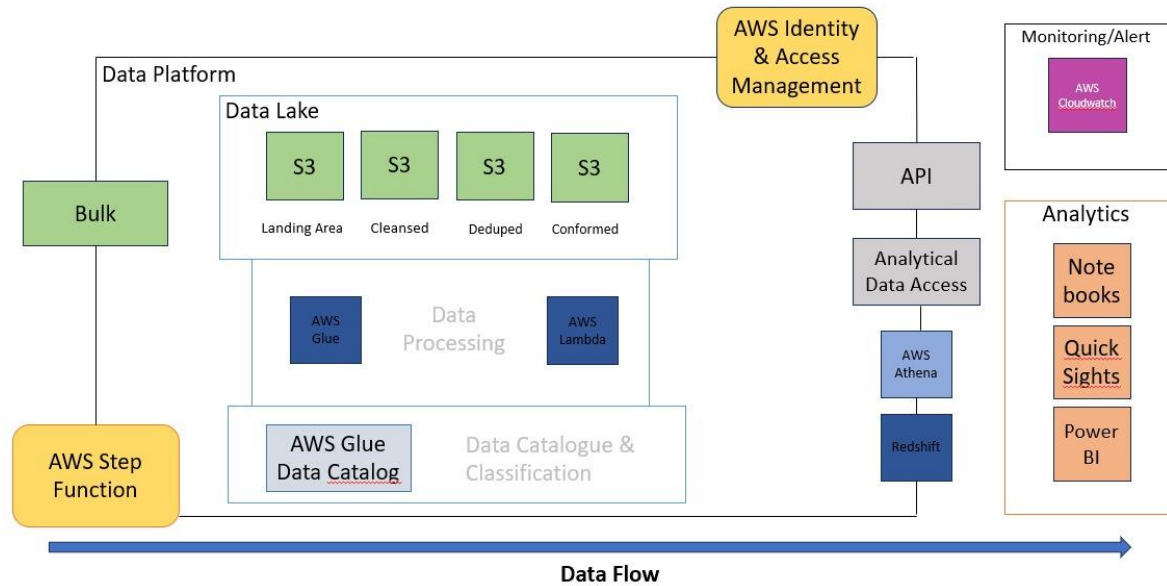 AWS Identity
& Access
Management
Monitoring/Alert
AWS
Cloudwatch
Data Platform
Data Lake
S3
S3
S3
S3
Landing Area
Cleansed
Deduped
Conformed
Bulk
API
Analytical
Data Access
Analytics
Note
books
Quick
Sights
Power
BI
AWS
Glue
Data
Processing
AWS
Lambda
AWS
Athena
Redshift
AWS Step
Function
AWS Glue
Data Catalog
Data Catalogue &
Classification
Data Flow